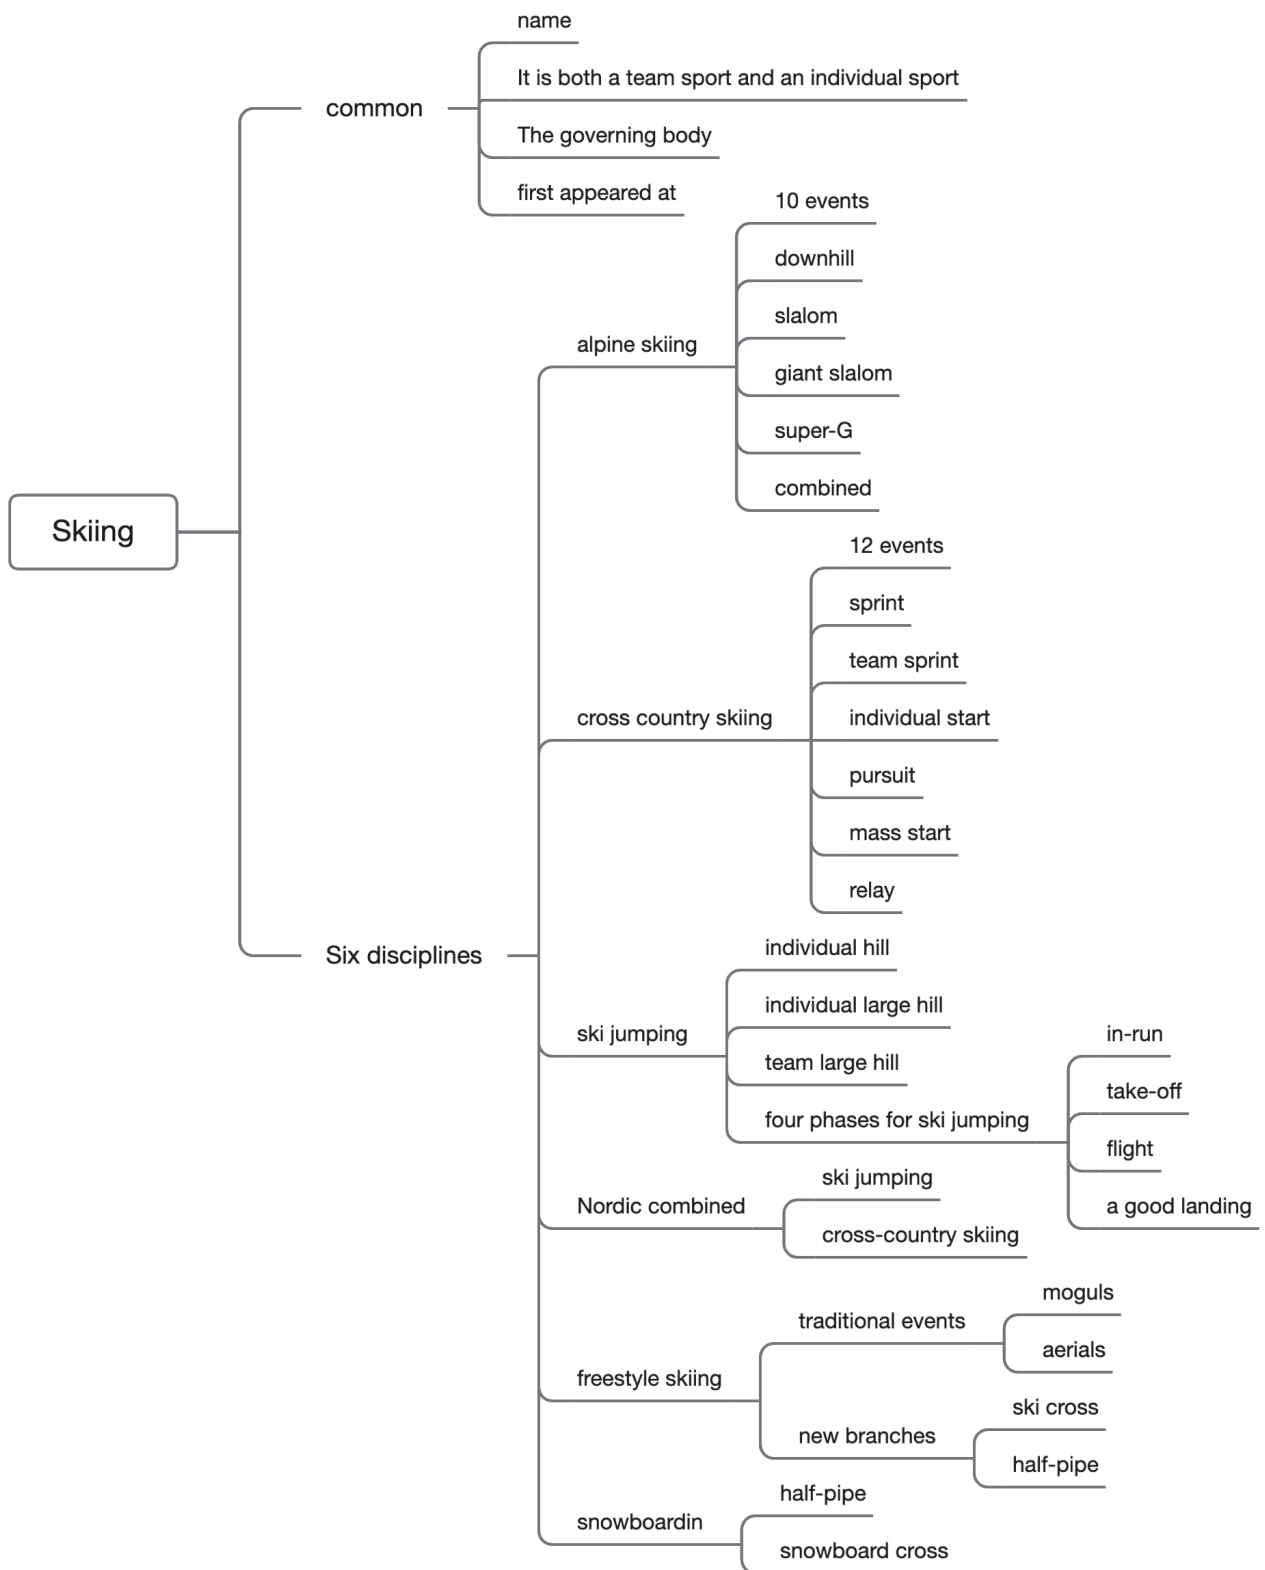 Skiing
common
name
It is both a team sport and an individual sport
The governing body
first appeared at
Six disciplines
alpine skiing
10 events
downhill
slalom
giant slalom
super-G
combined
cross country skiing
12 events
sprint
team sprint
individual start
pursuit
mass start
relay
ski jumping
individual hill
individual large hill
team large hill
four phases for ski jumping
in-run
take-off
flight
a good landing
Nordic combined
ski jumping
cross-country skiing
freestyle skiing
traditional events
moguls
aerials
new branches
ski cross
half-pipe
snowboardin
half-pipe
snowboard cross